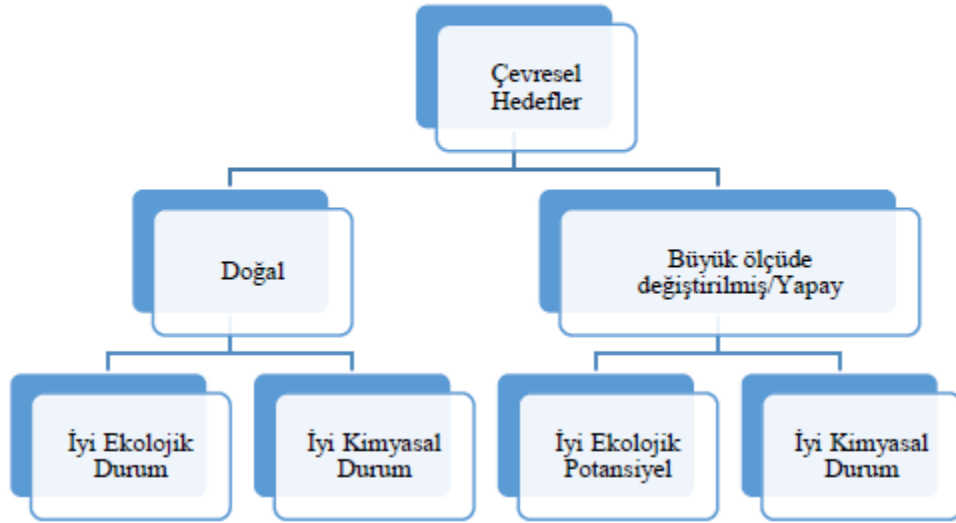 Çevresel
Hedefler
Doğal
Büyük ölçüde
değiştirilmiş/Yapay
İyi Ekolojik
Durum
İyi Kimyasal
Durum
İyi Ekolojik
Potansiyel
İyi Kimyasal
Durum